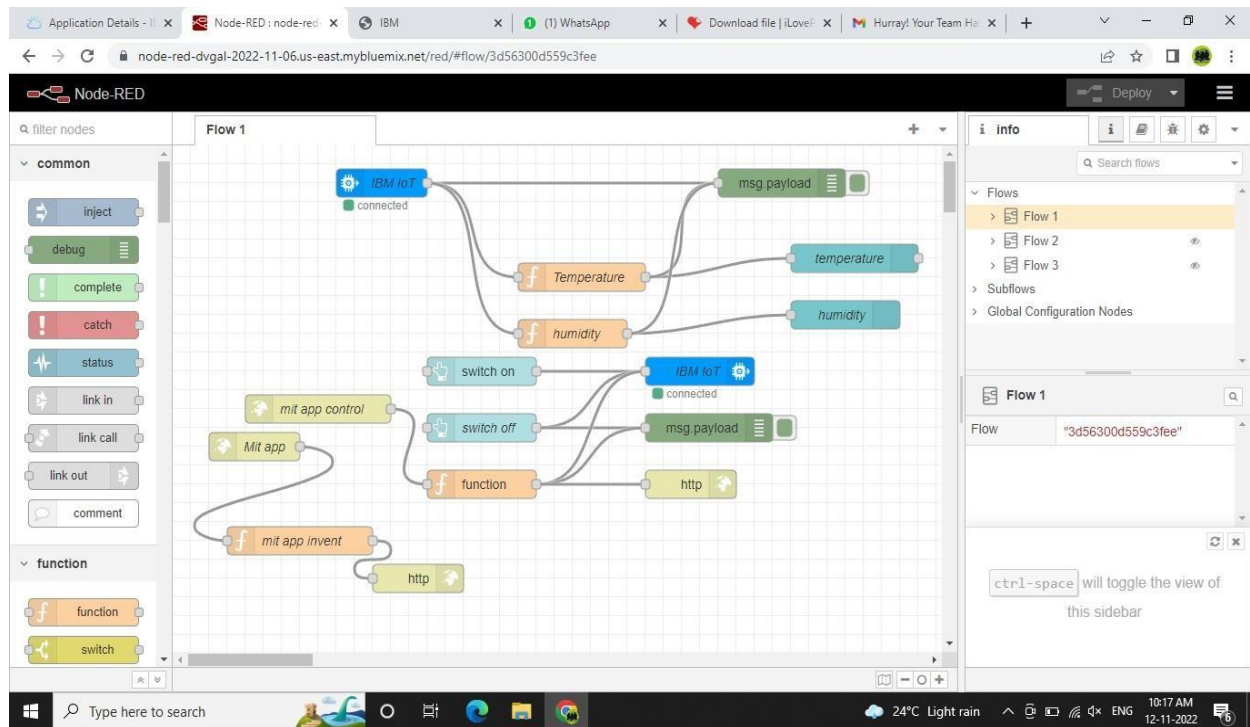 Application Details - I
Node-RED : node-red
IBM
(1) WhatsApp
Download file | iLoveP
Hurray! Your Team Ha
node-red-dvgal-2022-11-06.us-east.mybluemix.net/red/#flow/3d56300d559c3fee
Node-RED
Deploy
filter nodes
Flow 1
i info
i
common
Search flows
IBM IoT
connected
msg.payload
Flows
Flow 1
Flow 2
Flow 3
Subflows
Global Configuration Nodes
inject
debug
complete
catch
status
link in
link call
link out
comment
function
f function
switch
f Temperature
temperature
f humidity
humidity
switch on
IBM IoT
connected
mit app control
switch off
msg.payload
Mit app
f function
http
f mit app invent
http
Flow 1
Flow "3d56300d559c3fee"
ctrl-space will toggle the view of
this sidebar
Type here to search
24°C Light rain
ENG
10:17 AM
12-11-2022
6